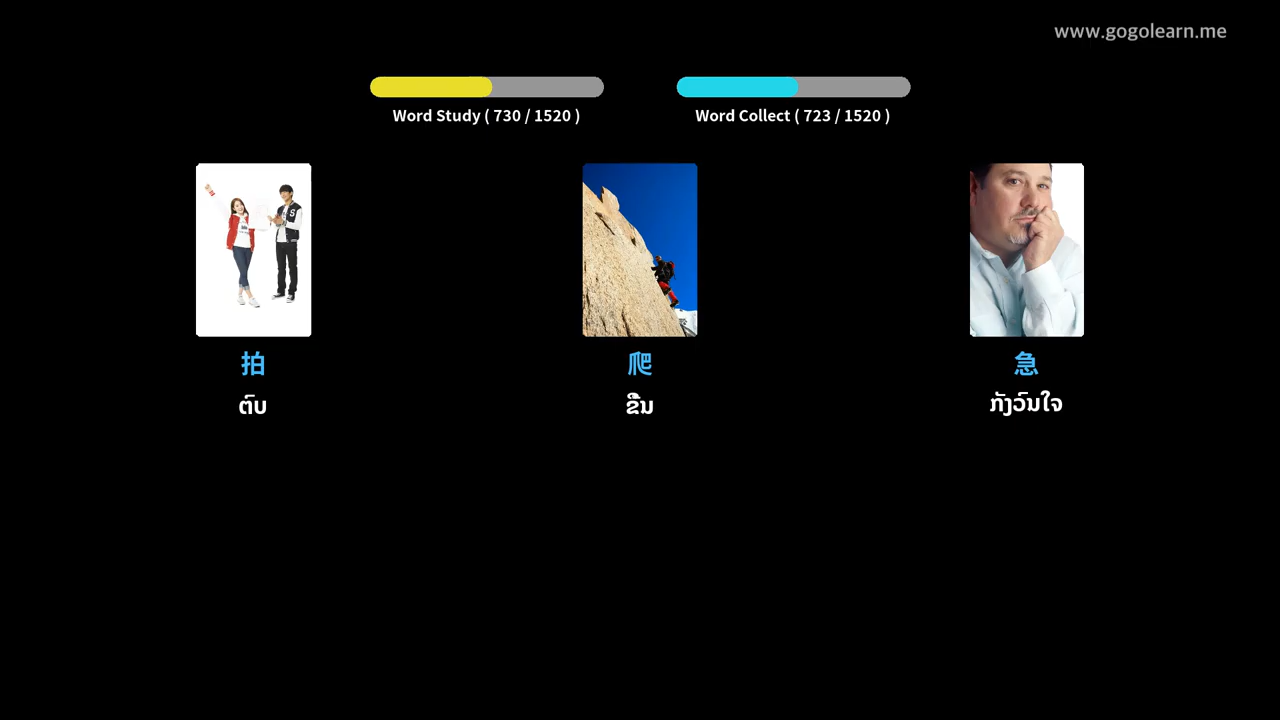 www.gogolearn.me
Word Study ( 730 / 1520 )
Word Collect ( 723 / 1520 )
拍
爬
急
ຕົບ
ຂຶ້ນ
ກັງວົນໃຈ